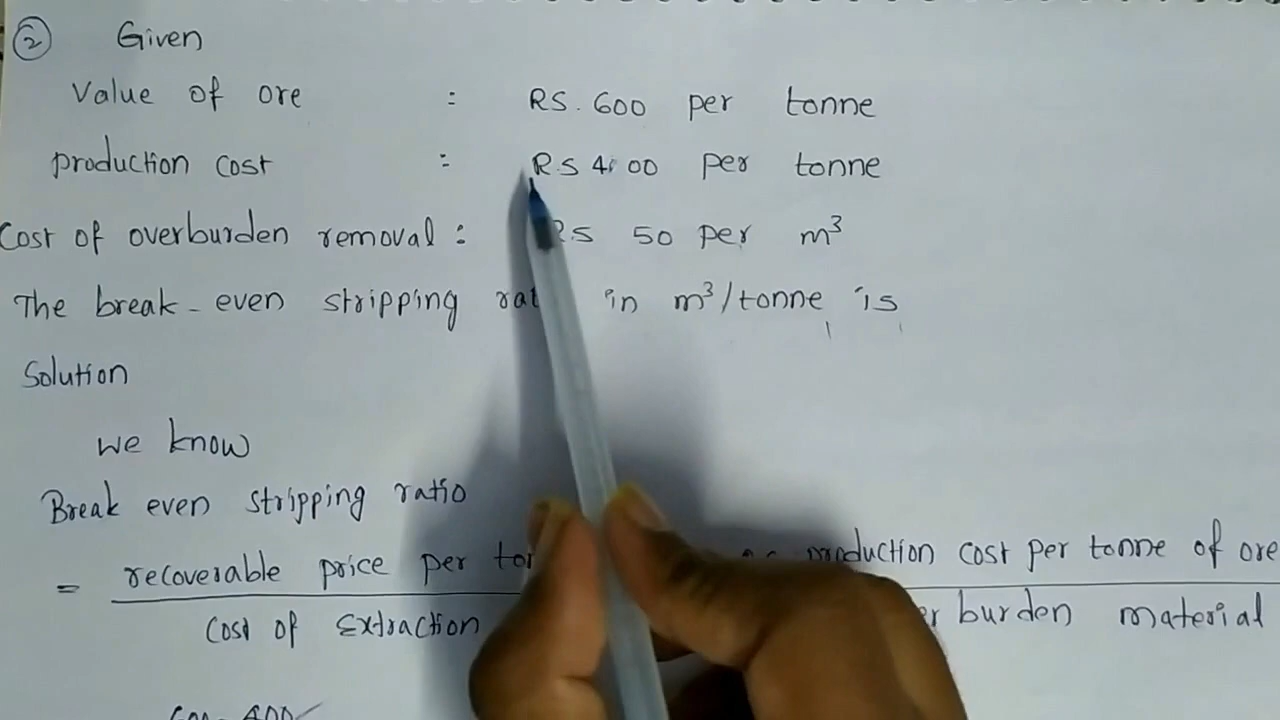 ② Given
Value of ore : RS. 600 per tonne
production cost : RS 400 per tonne
Cost of overburden removal : RS 50 per m³
The break-even stripping in m³/tonne is
Solution
we know
Break even stripping ratio
= recoverable price per production cost per tonne of ore
Cost of Extraction burden material